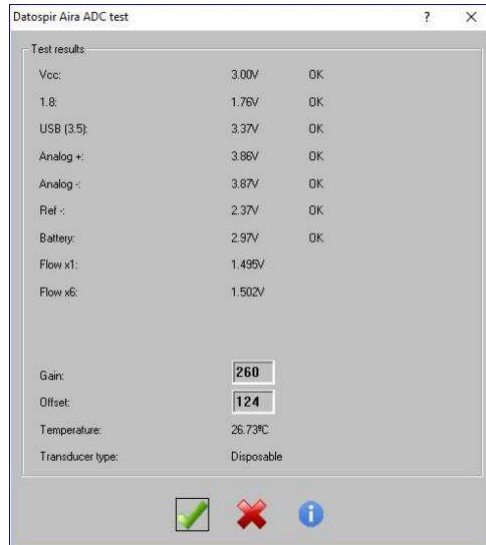 Datospir Aira ADC test ?
Test results
Vcc: 3.00V OK
1.8: 1.76V OK
USB (3.5): 3.37V OK
Analog +: 3.86V OK
Analog -: 3.87V OK
Ref -: 2.37V OK
Battery: 2.97V OK
Flow x1: 1.495V
Flow x6: 1.502V
Gain: 260
Offset: 124
Temperature: 26.73ºC
Transducer type: Disposable